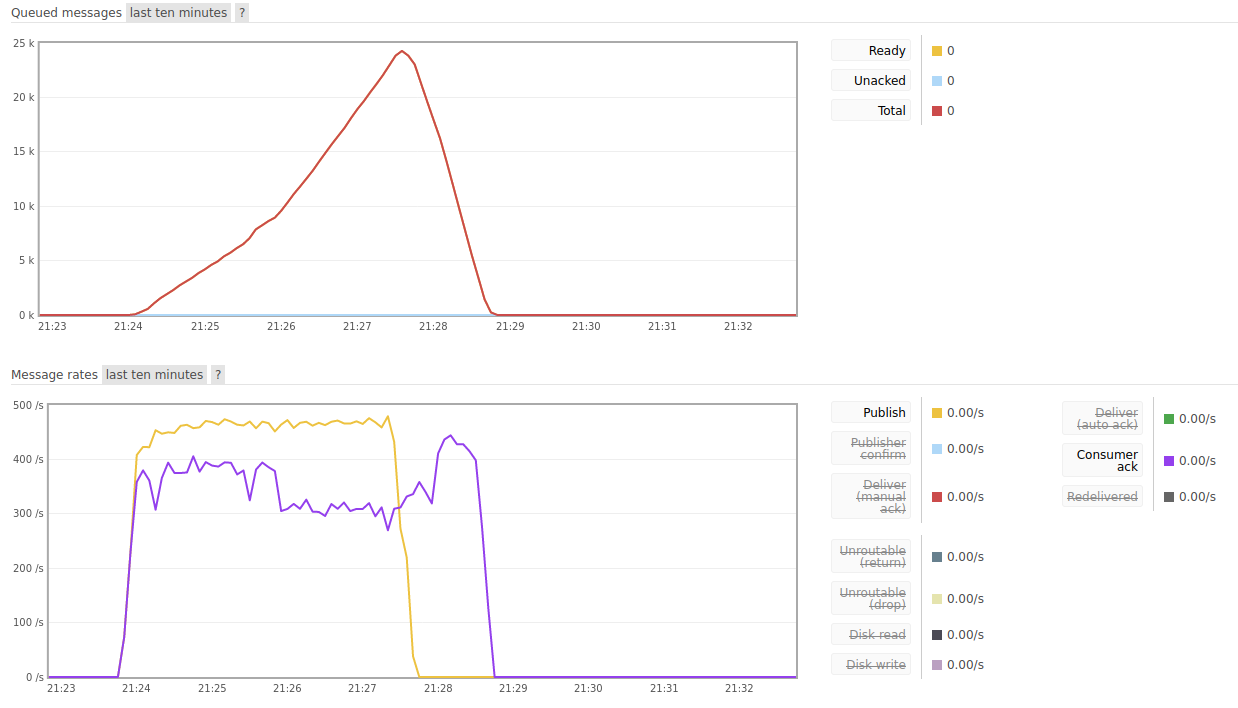 Queued messages last ten minutes ?
25 k
20 k
15 k
10 k
5 k
0 k
21:23 21:24 21:25 21:26 21:27 21:28 21:29 21:30 21:31 21:32
Ready 0
Unacked 0
Total 0
Message rates last ten minutes ?
500 /s
400 /s
300 /s
200 /s
100 /s
0 /s
21:23 21:24 21:25 21:26 21:27 21:28 21:29 21:30 21:31 21:32
Publish 0.00/s
Publisher
confirm 0.00/s
Deliver
(manual
ack) 0.00/s
Deliver
(auto ack) 0.00/s
Consumer
ack 0.00/s
Redelivered 0.00/s
Unroutable
(return) 0.00/s
Unroutable
(drop) 0.00/s
Disk read 0.00/s
Disk write 0.00/s